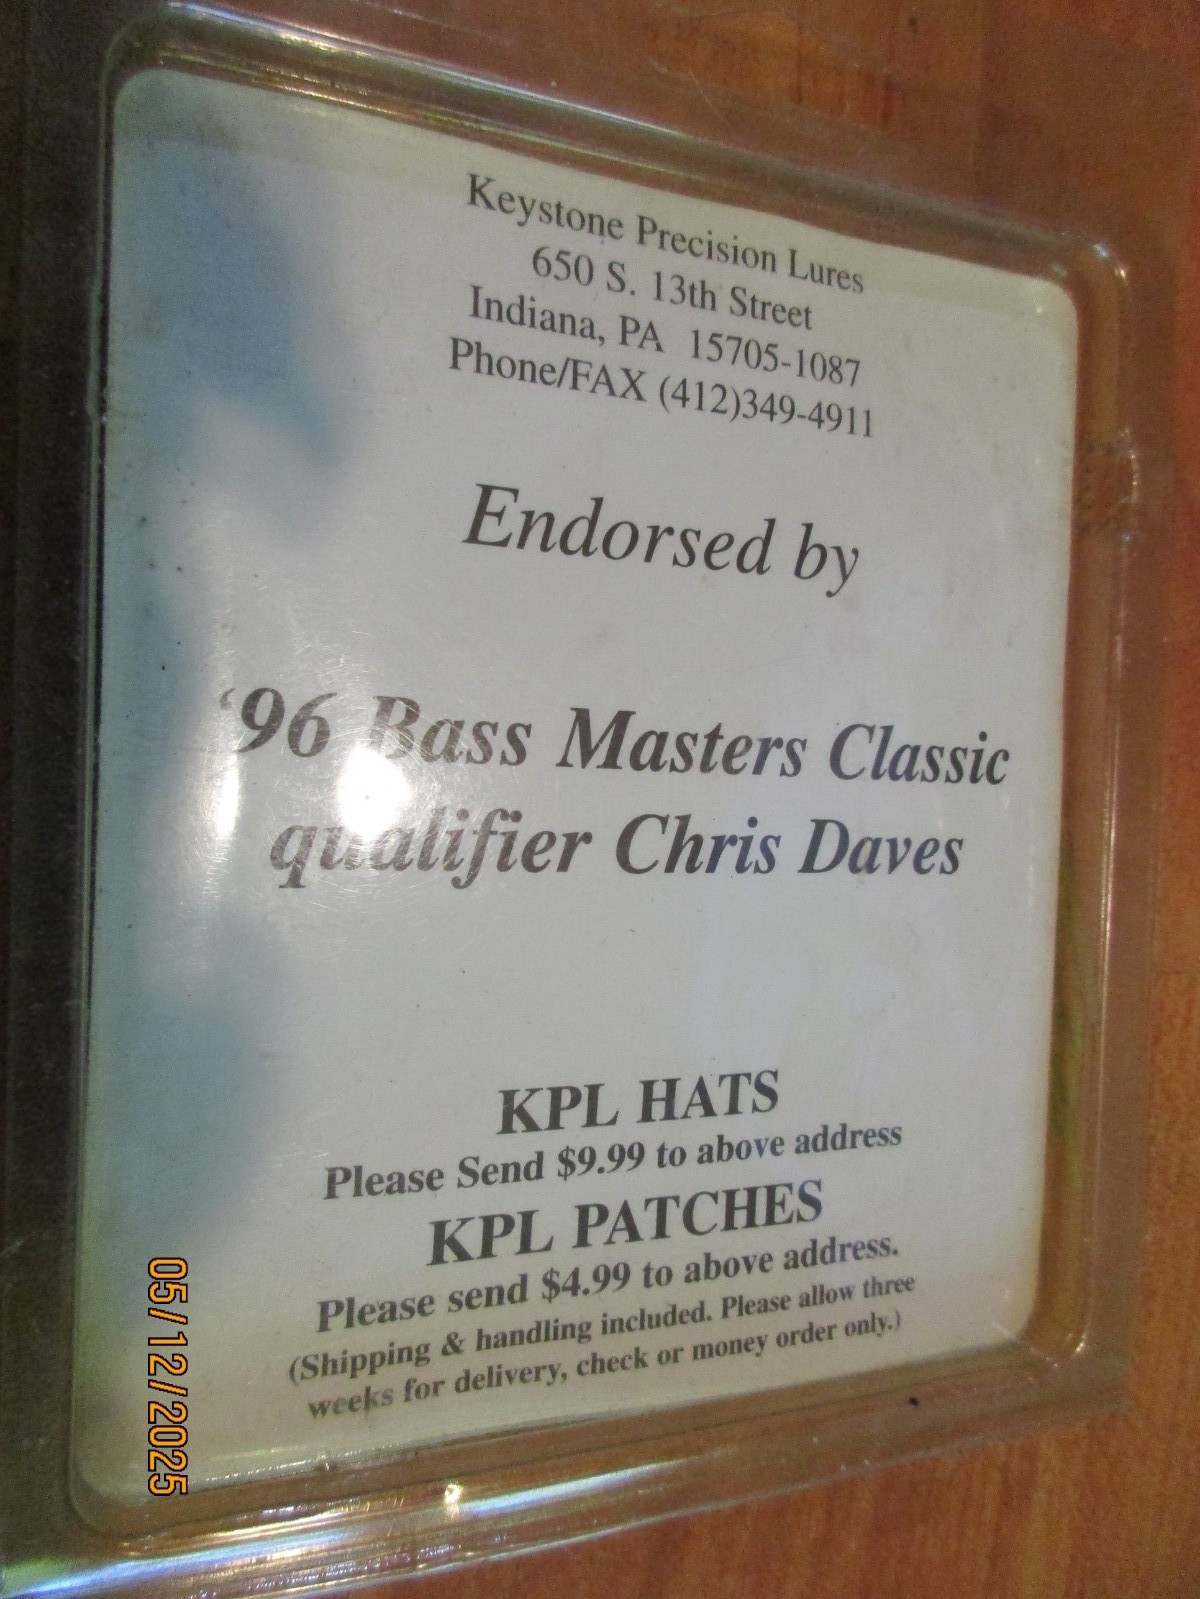 Keystone Precision Lures
650 S. 13th Street
Indiana, PA 15705-1087
Phone/FAX (412)349-4911
Endorsed by
‘96 Bass Masters Classic
qualifier Chris Daves
KPL HATS
Please Send $9.99 to above address
KPL PATCHES
Please send $4.99 to above address.
(Shipping & handling included. Please allow three
weeks for delivery, check or money order only.)
05/12/2025